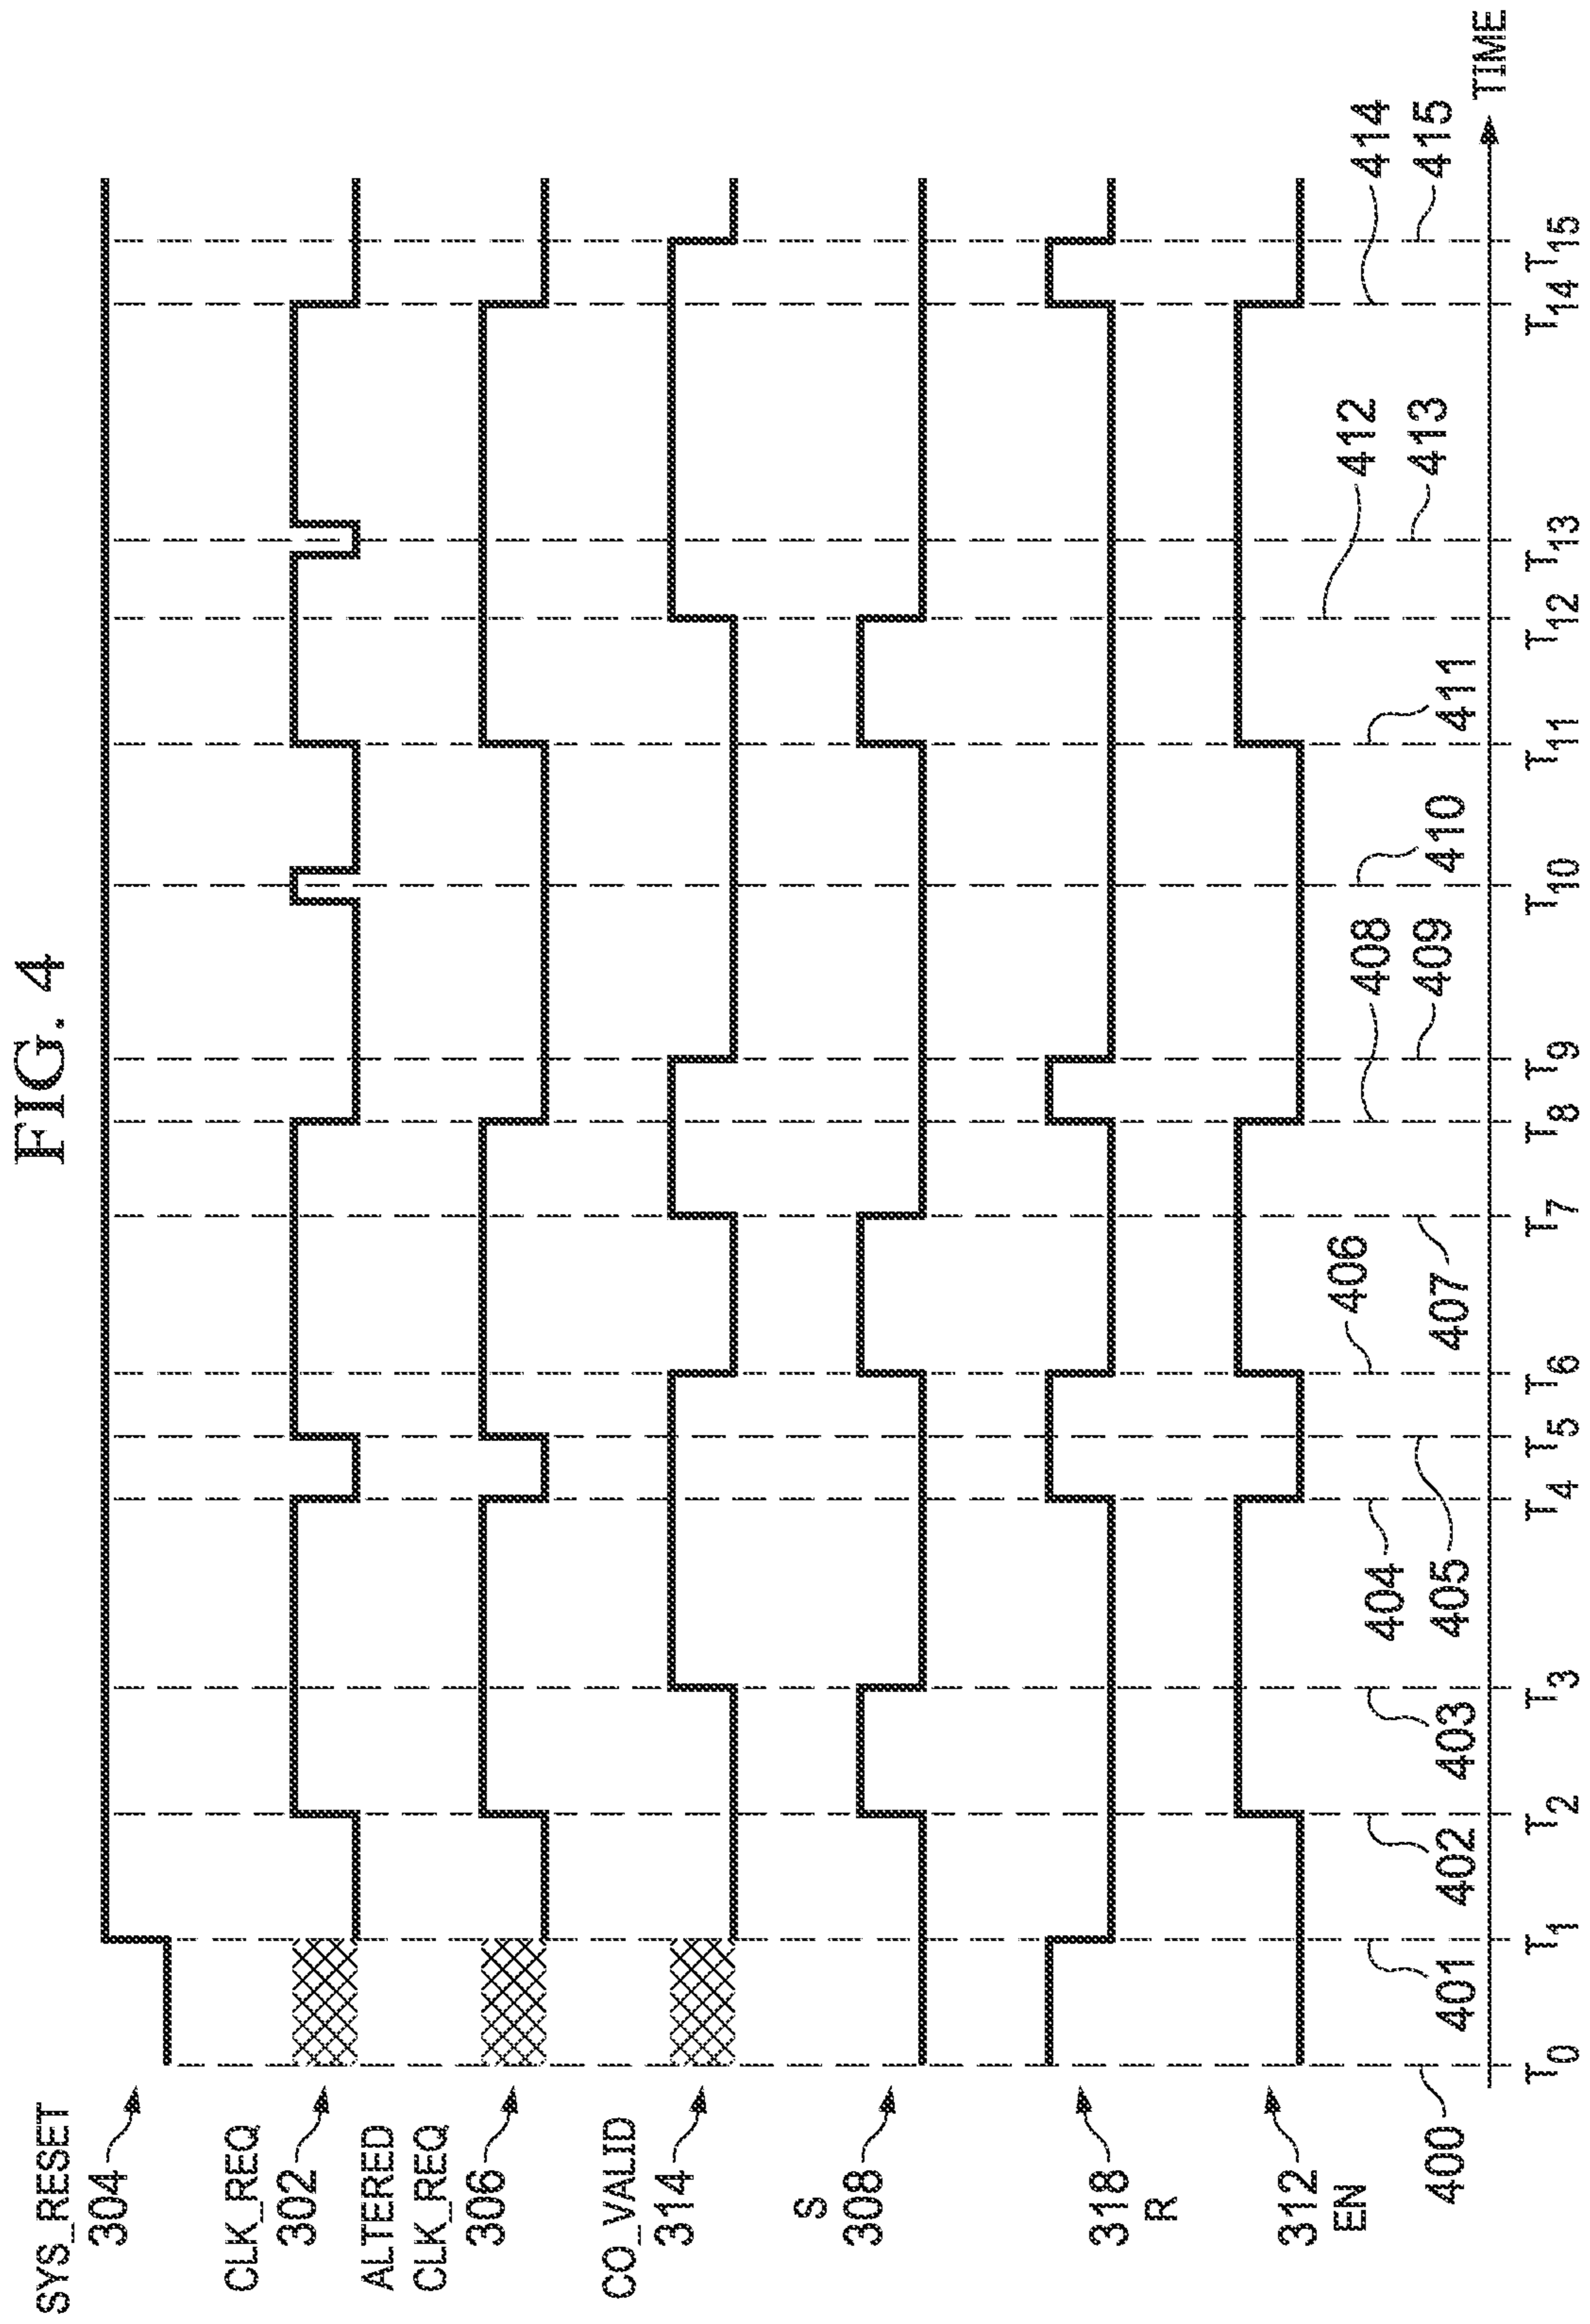 FIG. 4
SYS_RESET
304
CLK_REQ
302
ALTERED
CLK_REQ
306
CO_VALID
314
S
308
318
R
312
EN
400
401
402
403
404
405
406
407
408
409
410
411
412
413
414
415
T0 T1 T2 T3 T4 T5 T6 T7 T8 T9 T10 T11 T12 T13 T14 T15
TIME